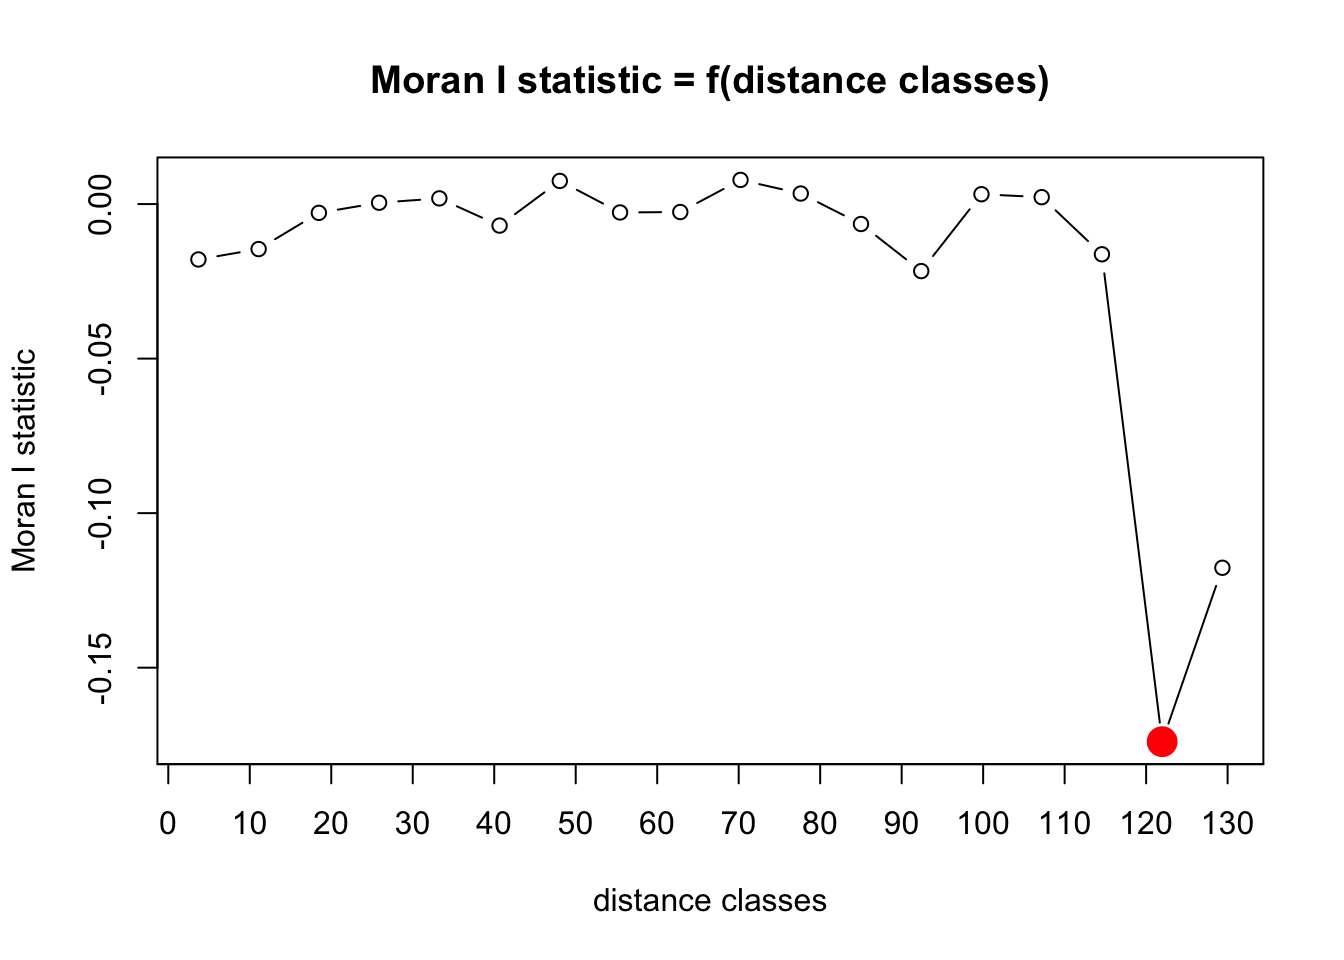 Moran I statistic = f(distance classes)
Moran I statistic
0.00
-0.05
-0.10
-0.15
0 10 20 30 40 50 60 70 80 90 100 110 120 130
distance classes